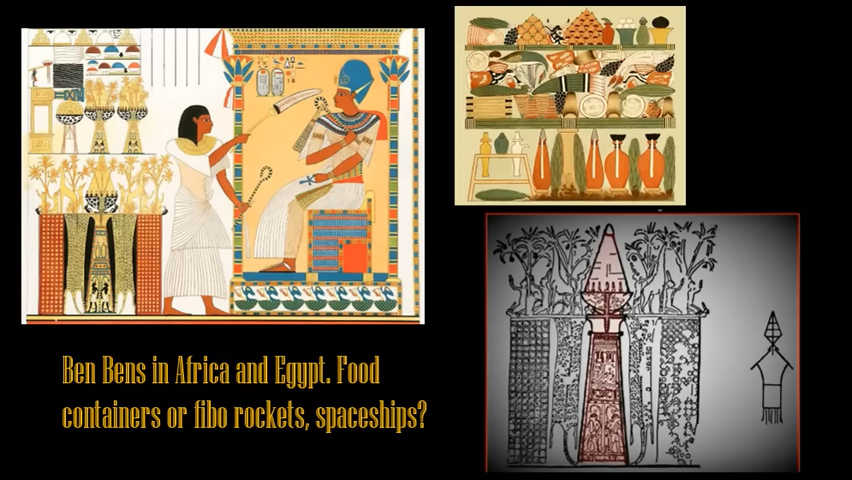 Ben Bens in Africa and Egypt. Food
containers or fibo rockets, spaceships?